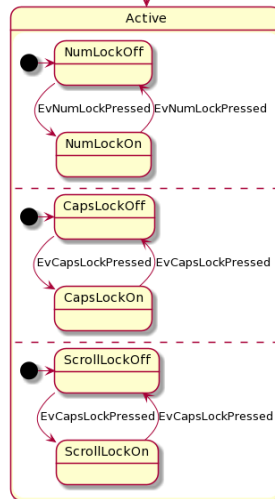 Active
NumLockOff
EvNumLockPressed EvNumLockPressed
NumLockOn
CapsLockOff
EvCapsLockPressed EvCapsLockPressed
CapsLockOn
ScrollLockOff
EvCapsLockPressed EvCapsLockPressed
ScrollLockOn